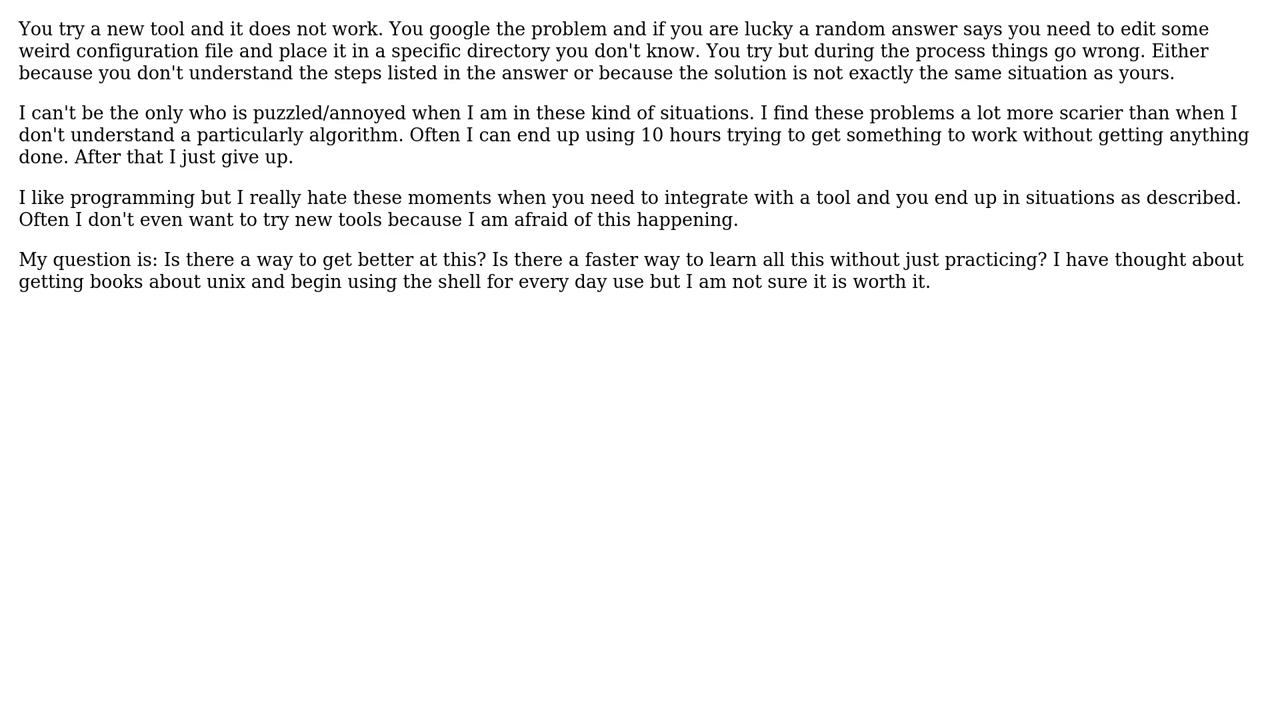 You try a new tool and it does not work. You google the problem and if you are lucky a random answer says you need to edit some
weird configuration file and place it in a specific directory you don't know. You try but during the process things go wrong. Either
because you don't understand the steps listed in the answer or because the solution is not exactly the same situation as yours.
I can't be the only who is puzzled/annoyed when I am in these kind of situations. I find these problems a lot more scarier than when I
don't understand a particularly algorithm. Often I can end up using 10 hours trying to get something to work without getting anything
done. After that I just give up.
I like programming but I really hate these moments when you need to integrate with a tool and you end up in situations as described.
Often I don't even want to try new tools because I am afraid of this happening.
My question is: Is there a way to get better at this? Is there a faster way to learn all this without just practicing? I have thought about
getting books about unix and begin using the shell for every day use but I am not sure it is worth it.